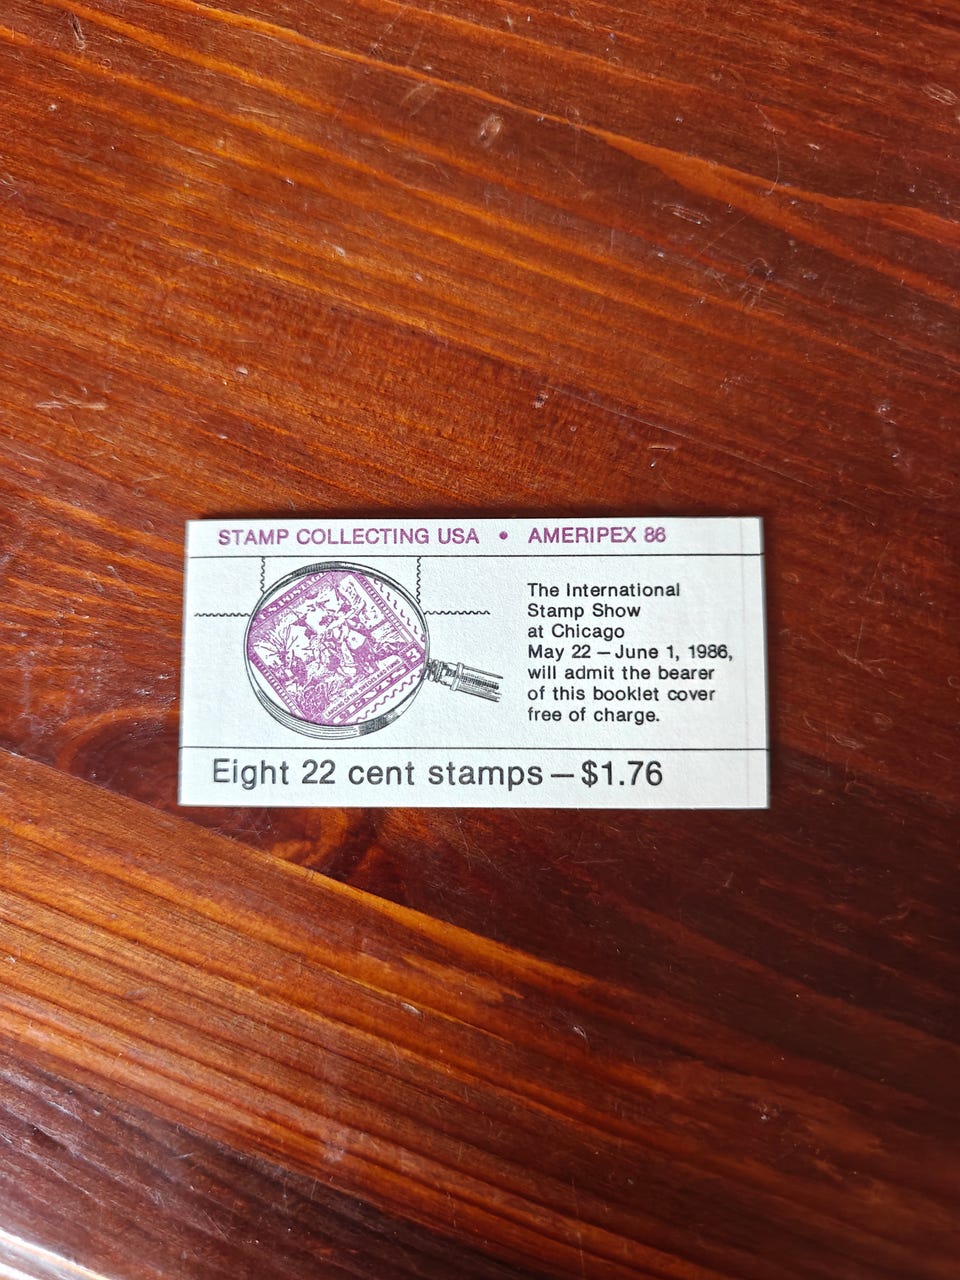 STAMP COLLECTING USA • AMERIPEX 86
The International
Stamp Show
at Chicago
May 22 – June 1, 1986,
will admit the bearer
of this booklet cover
free of charge.
Eight 22 cent stamps – $1.76